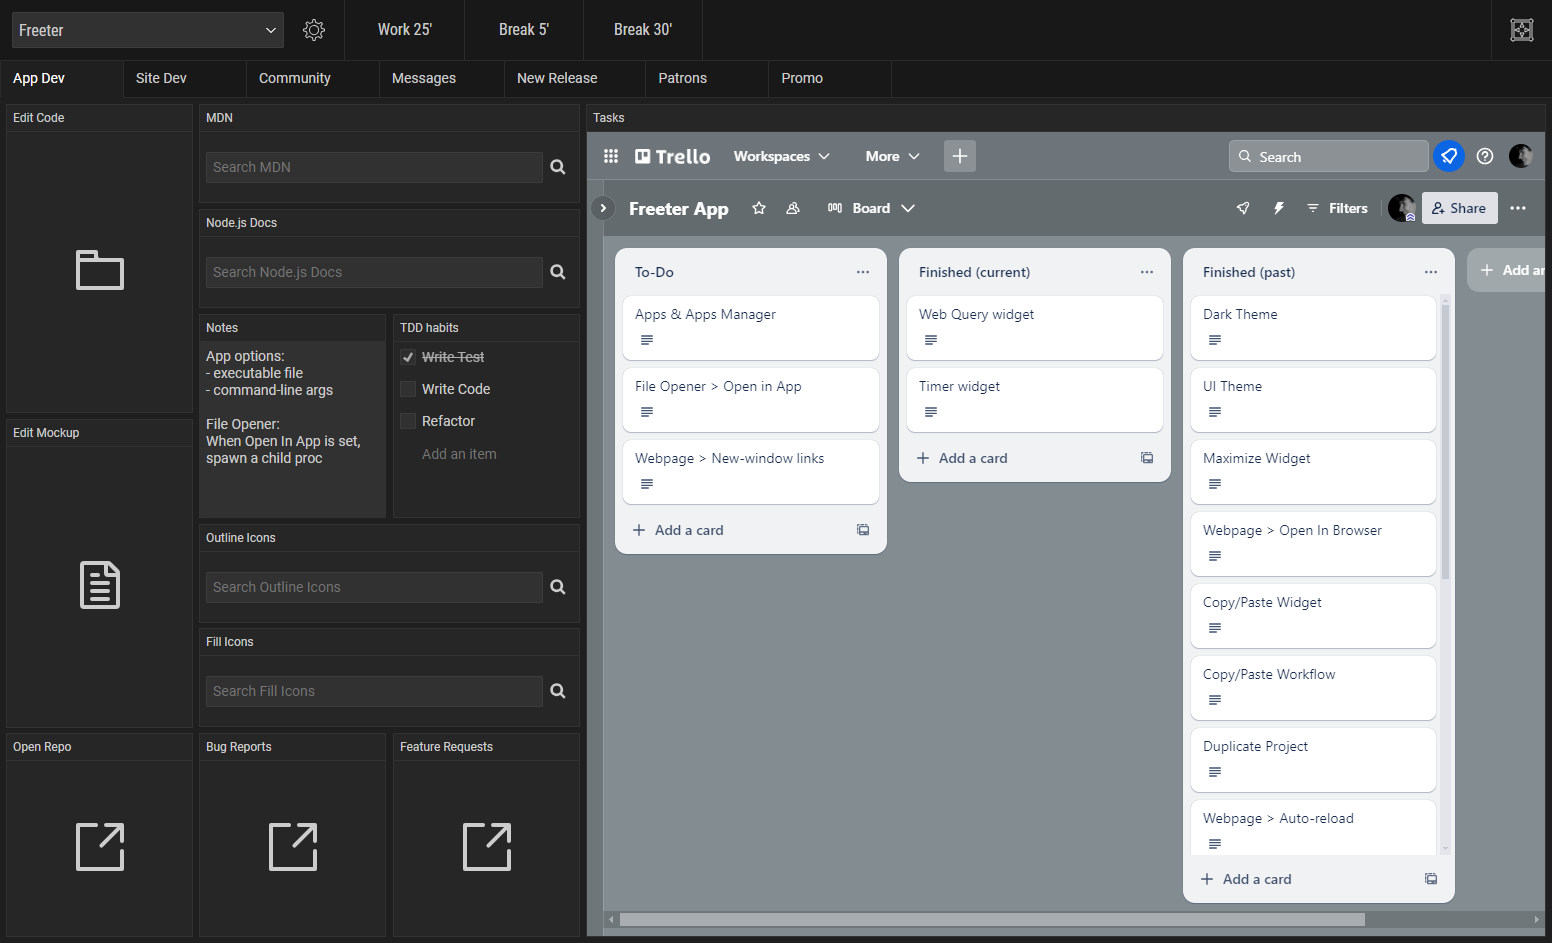 Freeter
Work 25'
Break 5'
Break 30'
App Dev
Site Dev
Community
Messages
New Release
Patrons
Promo
Edit Code
MDN
Search MDN
Node.js Docs
Search Node.js Docs
Notes
App options:
- executable file
- command-line args
File Opener:
When Open In App is set,
spawn a child proc
TDD habits
Write Test
Write Code
Refactor
Add an item
Edit Mockup
Outline Icons
Search Outline Icons
Fill Icons
Search Fill Icons
Open Repo
Bug Reports
Feature Requests
Tasks
Trello
Workspaces
More
Search
Freeter App
Board
Filters
Share
To-Do
Apps & Apps Manager
File Opener > Open in App
Webpage > New-window links
Add a card
Finished (current)
Web Query widget
Timer widget
Add a card
Finished (past)
Dark Theme
UI Theme
Maximize Widget
Webpage > Open In Browser
Copy/Paste Widget
Copy/Paste Workflow
Duplicate Project
Webpage > Auto-reload
Add a card
Add